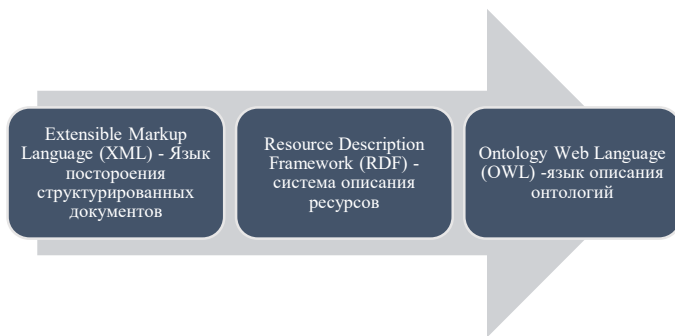 Extensible Markup
Language (XML) - Язык
постороения
структурированных
документов
Resource Description
Framework (RDF) -
система описания
ресурсов
Ontology Web Language
(OWL) -язык описания
онтологий